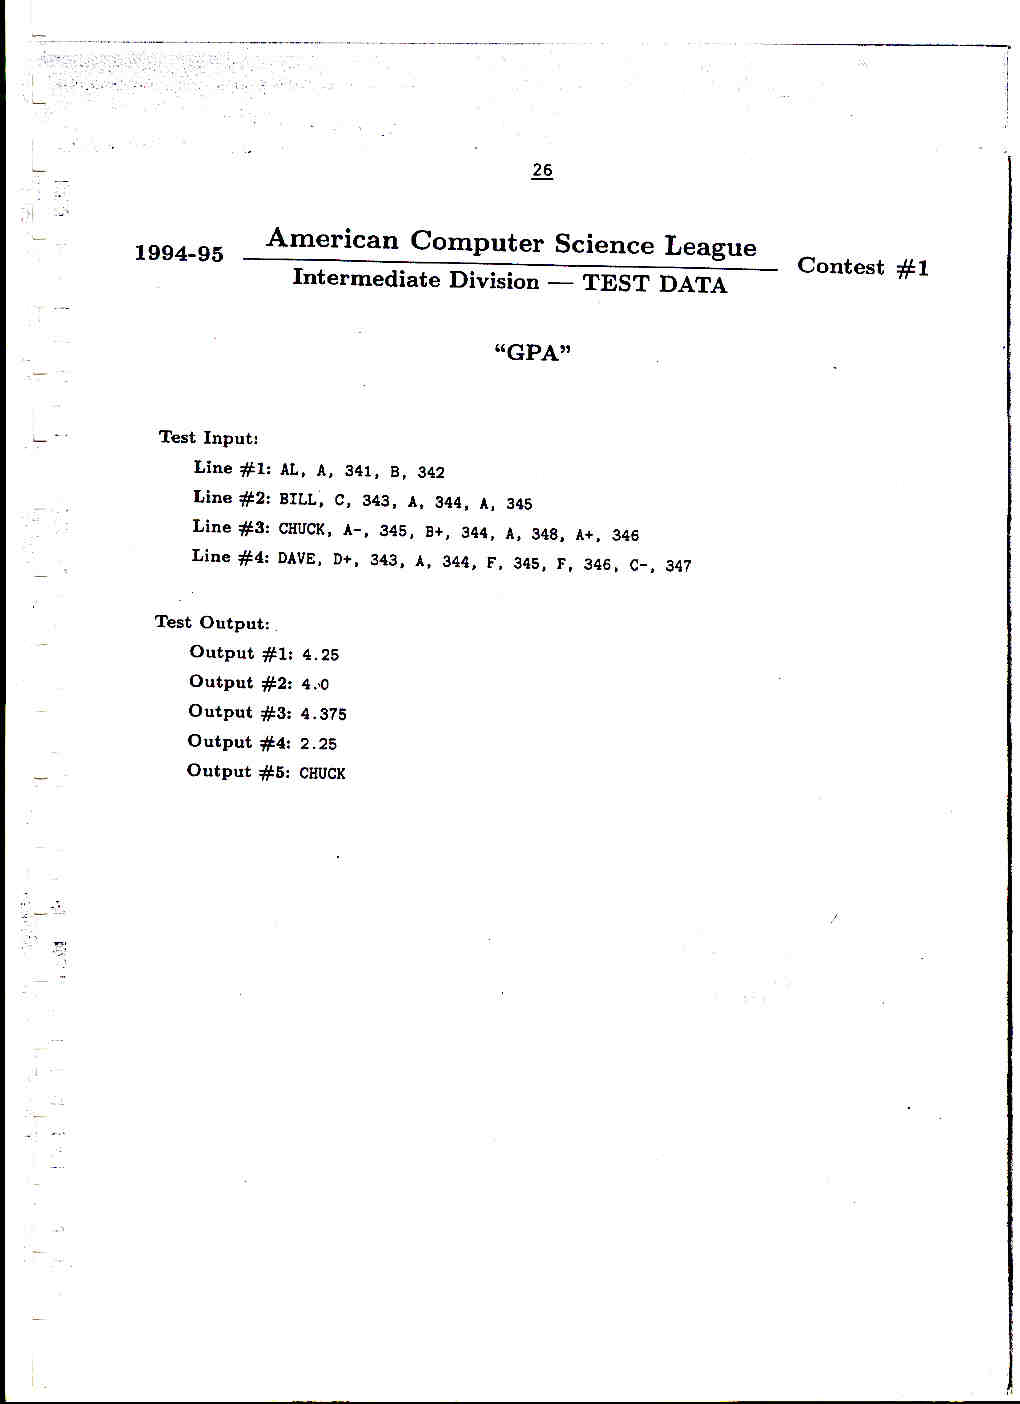 26
1994-95 American Computer Science League Contest #1
Intermediate Division — TEST DATA
“GPA”
Test Input:
Line #1: AL, A, 341, B, 342
Line #2: BILL, C, 343, A, 344, A, 345
Line #3: CHUCK, A-, 345, B+, 344, A, 348, A+, 346
Line #4: DAVE, D+, 343, A, 344, F, 345, F, 346, C-, 347
Test Output:
Output #1: 4.25
Output #2: 4.0
Output #3: 4.375
Output #4: 2.25
Output #5: CHUCK